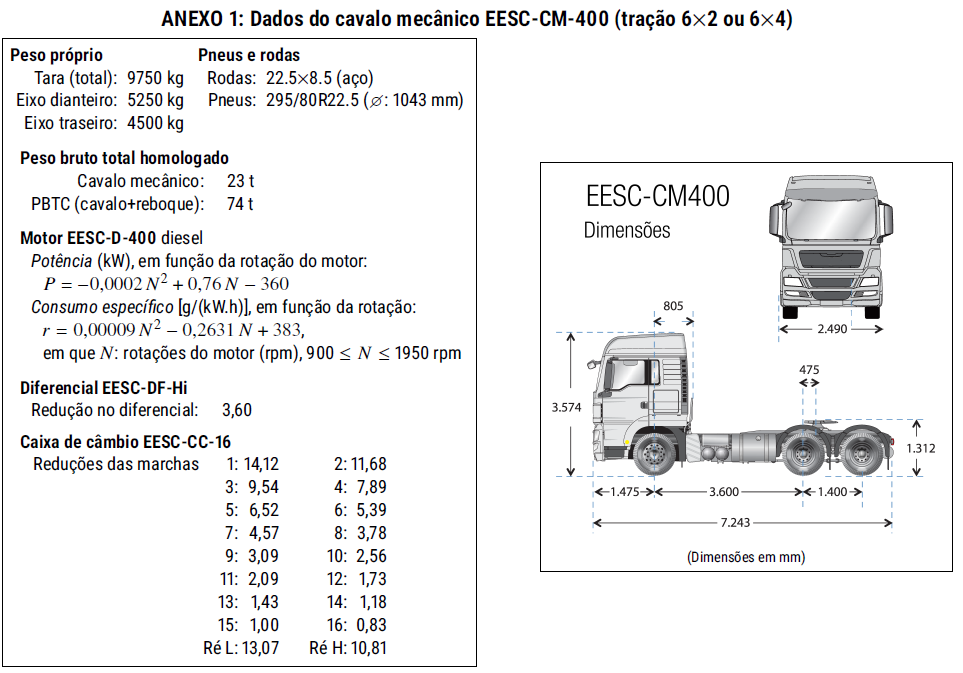 ANEXO 1: Dados do cavalo mecânico EESC-CM-400 (tração 6×2 ou 6×4)
Peso próprio Pneus e rodas
Tara (total): 9750 kg Rodas: 22.5×8.5 (aço)
Eixo dianteiro: 5250 kg Pneus: 295/80R22.5 (⌀: 1043 mm)
Eixo traseiro: 4500 kg
Peso bruto total homologado
Cavalo mecânico: 23 t
PBTC (cavalo+reboque): 74 t
Motor EESC-D-400 diesel
Potência (kW), em função da rotação do motor:
P = −0,0002 N² + 0,76 N − 360
Consumo específico [g/(kW.h)], em função da rotação:
r = 0,00009 N² − 0,2631 N + 383,
em que N: rotações do motor (rpm), 900 ≤ N ≤ 1950 rpm
Diferencial EESC-DF-Hi
Redução no diferencial: 3,60
Caixa de câmbio EESC-CC-16
Reduções das marchas 1: 14,12 2: 11,68
3: 9,54 4: 7,89
5: 6,52 6: 5,39
7: 4,57 8: 3,78
9: 3,09 10: 2,56
11: 2,09 12: 1,73
13: 1,43 14: 1,18
15: 1,00 16: 0,83
Ré L: 13,07 Ré H: 10,81
EESC-CM400
Dimensões
2.490
805
475
3.574
1.312
1.475
3.600
1.400
7.243
(Dimensões em mm)